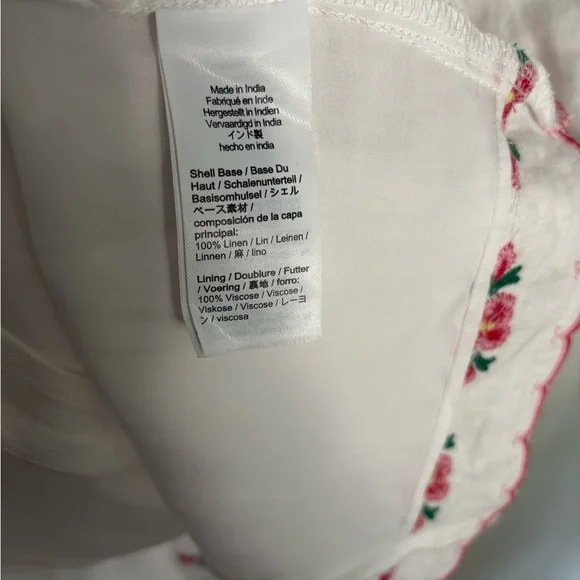 Made in India
Fabriqué en Inde
Hergestellt in Indien
Vervaardigd in India
インド製
hecho en india
Shell Base / Base Du
Haut / Schalenunterteil /
Basisomhulsel / シェル
ベース素材 /
composición de la capa
principal:
100% Linen / Lin / Leinen /
Linnen / 麻 / lino
Lining / Doublure / Futter
/ Voering / 裏地 / forro:
100% Viscose / Viscose /
Viskose / Viscose / レーヨ
ン / viscosa